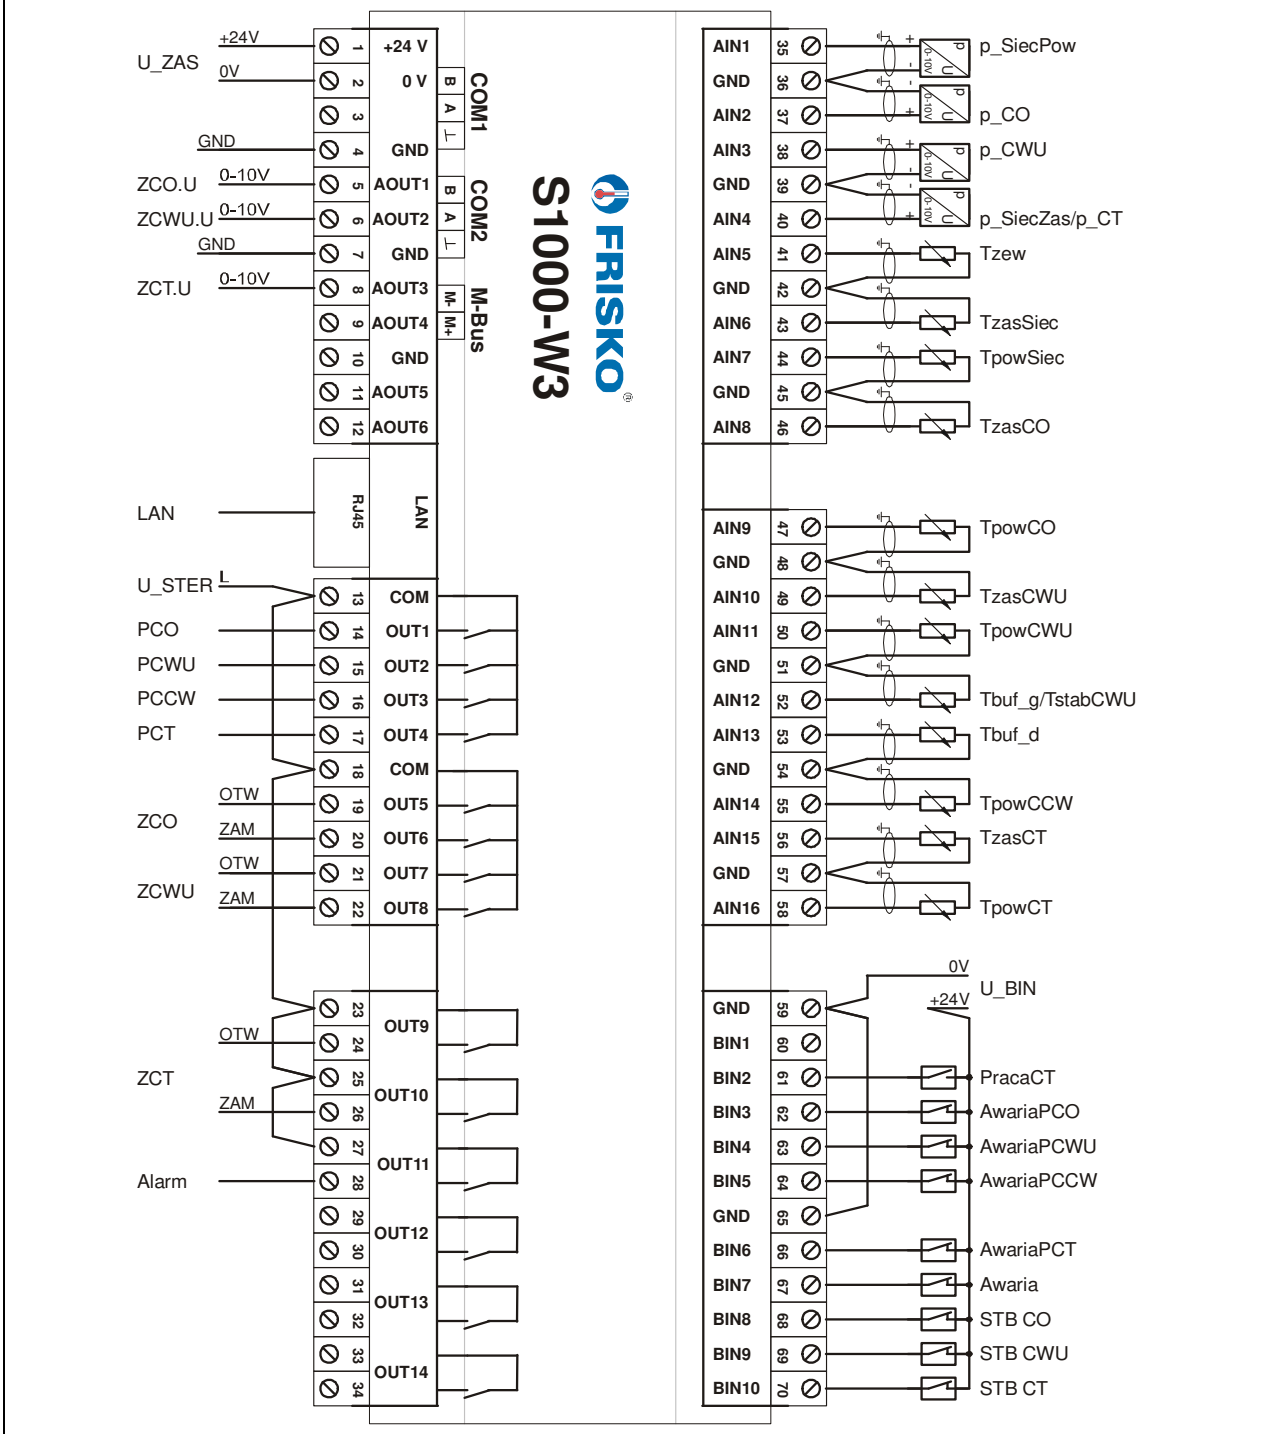 U_ZAS +24V 1 +24 V
0V 2 0 V
3
GND 4 GND
ZCO.U 0-10V 5 AOUT1
ZCWU.U 0-10V 6 AOUT2
GND 7 GND
ZCT.U 0-10V 8 AOUT3
9 AOUT4
10 GND
11 AOUT5
12 AOUT6
COM1
B A
COM2
B A
M-Bus
M- M+
FRISKO®
S1000-W3
LAN RJ45 LAN
U_STER L 13 COM
PCO 14 OUT1
PCWU 15 OUT2
PCCW 16 OUT3
PCT 17 OUT4
18 COM
ZCO
OTW 19 OUT5
ZAM 20 OUT6
ZCWU
OTW 21 OUT7
ZAM 22 OUT8
ZCT
23 OUT9
OTW 24
25 OUT10
ZAM 26
27 OUT11
Alarm 28
29 OUT12
30
31 OUT13
32
33 OUT14
34
AIN1 35 + p U 0-10V p_SiecPow
GND 36 - -
AIN2 37 + p U 0-10V p_CO
AIN3 38 + p U 0-10V p_CWU
GND 39 - -
AIN4 40 + p U 0-10V p_SiecZas/p_CT
AIN5 41 Tzew
GND 42
AIN6 43 TzasSiec
AIN7 44 TpowSiec
GND 45
AIN8 46 TzasCO
AIN9 47 TpowCO
GND 48
AIN10 49 TzasCWU
AIN11 50 TpowCWU
GND 51
AIN12 52 Tbuf_g/TstabCWU
AIN13 53 Tbuf_d
GND 54
AIN14 55 TpowCCW
AIN15 56 TzasCT
GND 57
AIN16 58 TpowCT
0V
U_BIN
+24V
GND 59
BIN1 60
BIN2 61 PracaCT
BIN3 62 AwariaPCO
BIN4 63 AwariaPCWU
BIN5 64 AwariaPCCW
GND 65
BIN6 66 AwariaPCT
BIN7 67 Awaria
BIN8 68 STB CO
BIN9 69 STB CWU
BIN10 70 STB CT